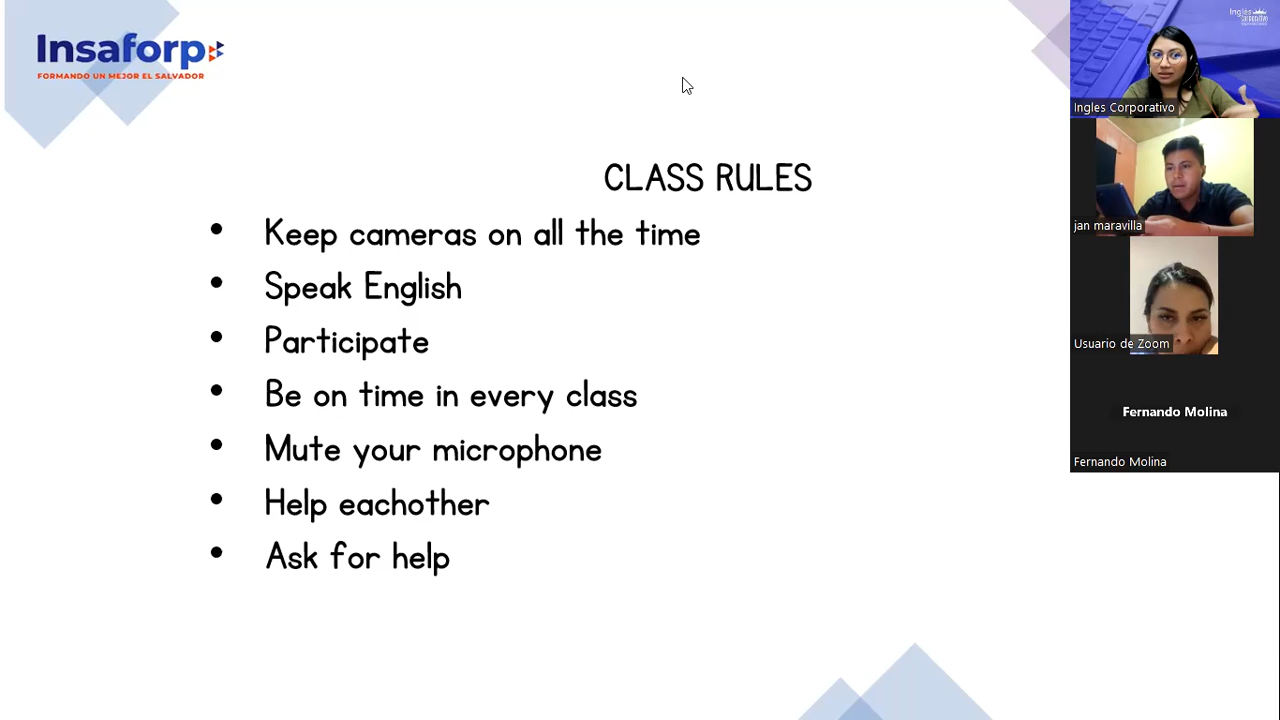 Insaforp
FORMANDO UN MEJOR EL SALVADOR
CLASS RULES
• Keep cameras on all the time
• Speak English
• Participate
• Be on time in every class
• Mute your microphone
• Help eachother
• Ask for help
Ingles Corporativo
jan maravilla
Usuario de Zoom
Fernando Molina
Fernando Molina